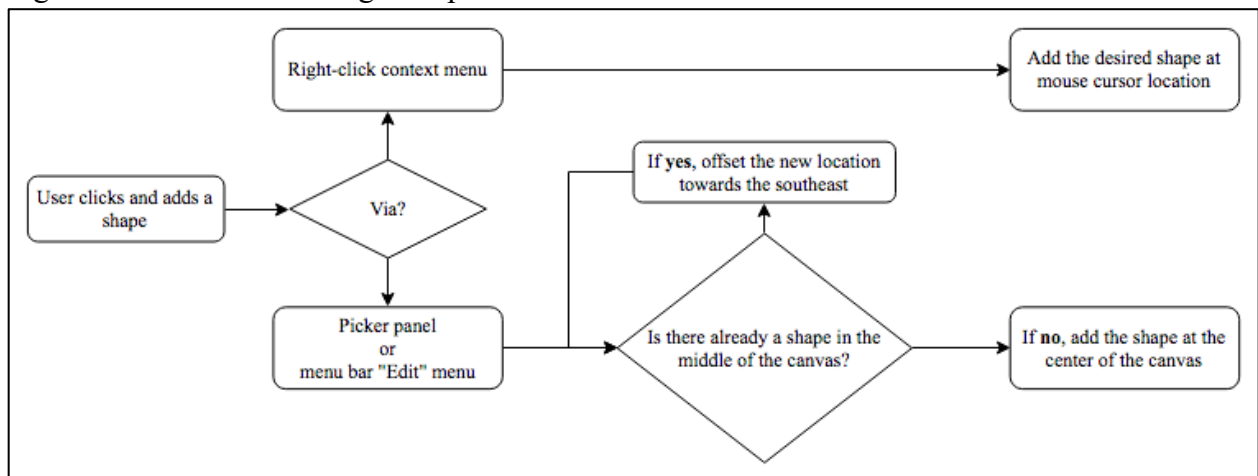 Right-click context menu
Add the desired shape at
mouse cursor location
If yes, offset the new location
towards the southeast
User clicks and adds a
shape
Via?
Picker panel
or
menu bar "Edit" menu
Is there already a shape in the
middle of the canvas?
If no, add the shape at the
center of the canvas